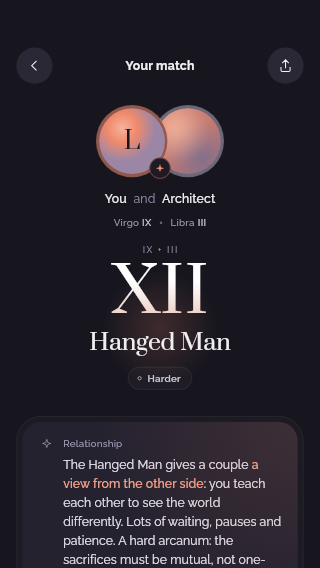 Your match
L
You and Architect
Virgo IX • Libra III
IX + III
XII
Hanged Man
Harder
Relationship
The Hanged Man gives a couple a
view from the other side: you teach
each other to see the world
differently. Lots of waiting, pauses and
patience. A hard arcanum: the
sacrifices must be mutual, not one-